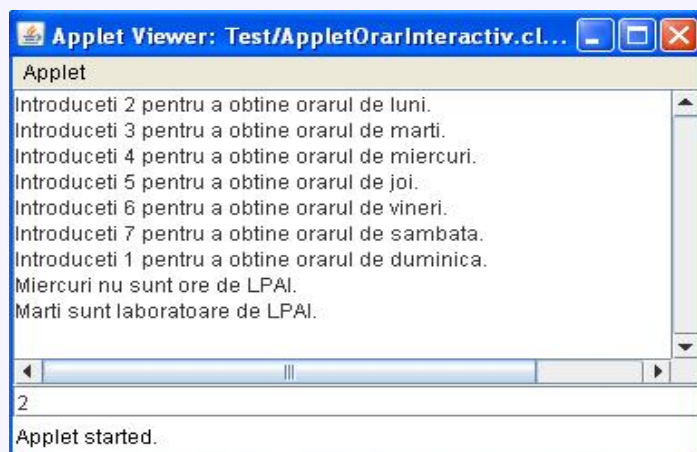 Applet Viewer: Test/AppletOrarInteractiv.cl...
Applet
Introduceti 2 pentru a obtine orarul de luni.
Introduceti 3 pentru a obtine orarul de marti.
Introduceti 4 pentru a obtine orarul de miercuri.
Introduceti 5 pentru a obtine orarul de joi.
Introduceti 6 pentru a obtine orarul de vineri.
Introduceti 7 pentru a obtine orarul de sambata.
Introduceti 1 pentru a obtine orarul de duminica.
Miercuri nu sunt ore de LPAI.
Marti sunt laboratoare de LPAI.
2
Applet started.